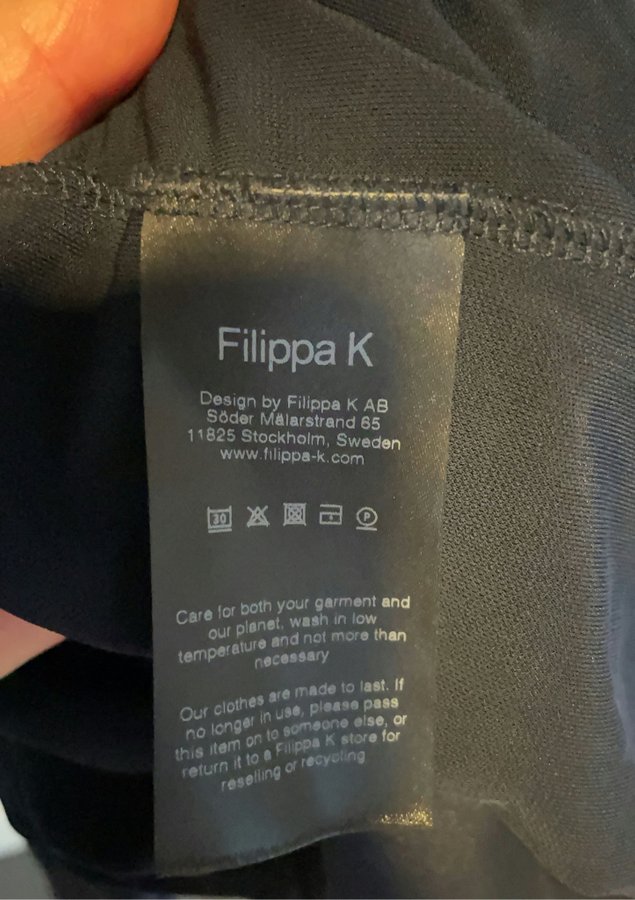 Filippa K
Design by Filippa K AB
Söder Mälarstrand 65
11825 Stockholm, Sweden
www.filippa-k.com
30 P
Care for both your garment and
our planet, wash in low
temperature and not more than
necessary
Our clothes are made to last. If
no longer in use, please pass
this item on to someone else, or
return it to a Filippa K store for
reselling or recycling